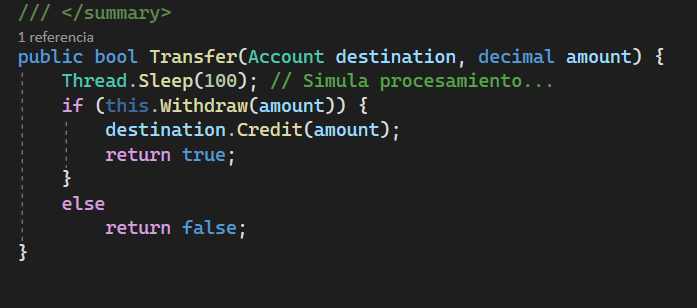 /// </summary>
1 referencia
public bool Transfer(Account destination, decimal amount) {
    Thread.Sleep(100); // Simula procesamiento...
    if (this.Withdraw(amount)) {
        destination.Credit(amount);
        return true;
    }
    else
        return false;
}